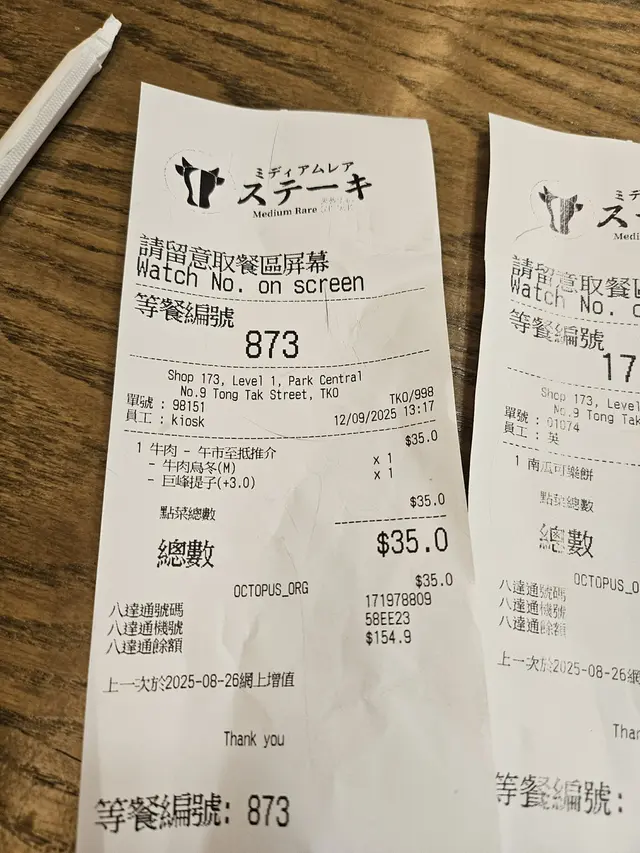 ミディアムレア
ステーキ
Medium Rare
請留意取餐區屏幕
Watch No. on screen
等餐編號
873
Shop 173, Level 1, Park Central
No.9 Tong Tak Street, TKO
單號 : 98151 TKO/998
員工 : kiosk 12/09/2025 13:17
1 牛肉 - 午市至抵推介 $35.0
- 牛肉烏冬(M) x 1
- 巨峰提子(+3.0) x 1
點菜總數 $35.0
總數 $35.0
OCTOPUS_ORG $35.0
八達通號碼 171978809
八達通機號 58EE23
八達通餘額 $154.9
上一次於2025-08-26網上增值
Thank you
等餐編號: 873
ミデ
ス
Medi
請留意取餐
Watch No.
等餐編號
17
Shop 173, Level
No.9 Tong Tak
單號 : 01074
員工 : 吳
1 南瓜可樂餅
點菜總數
總數
OCTOPUS_O
八達通號碼
八達通機號
八達通餘額
上一次於2025-08-26
Than
等餐編號: